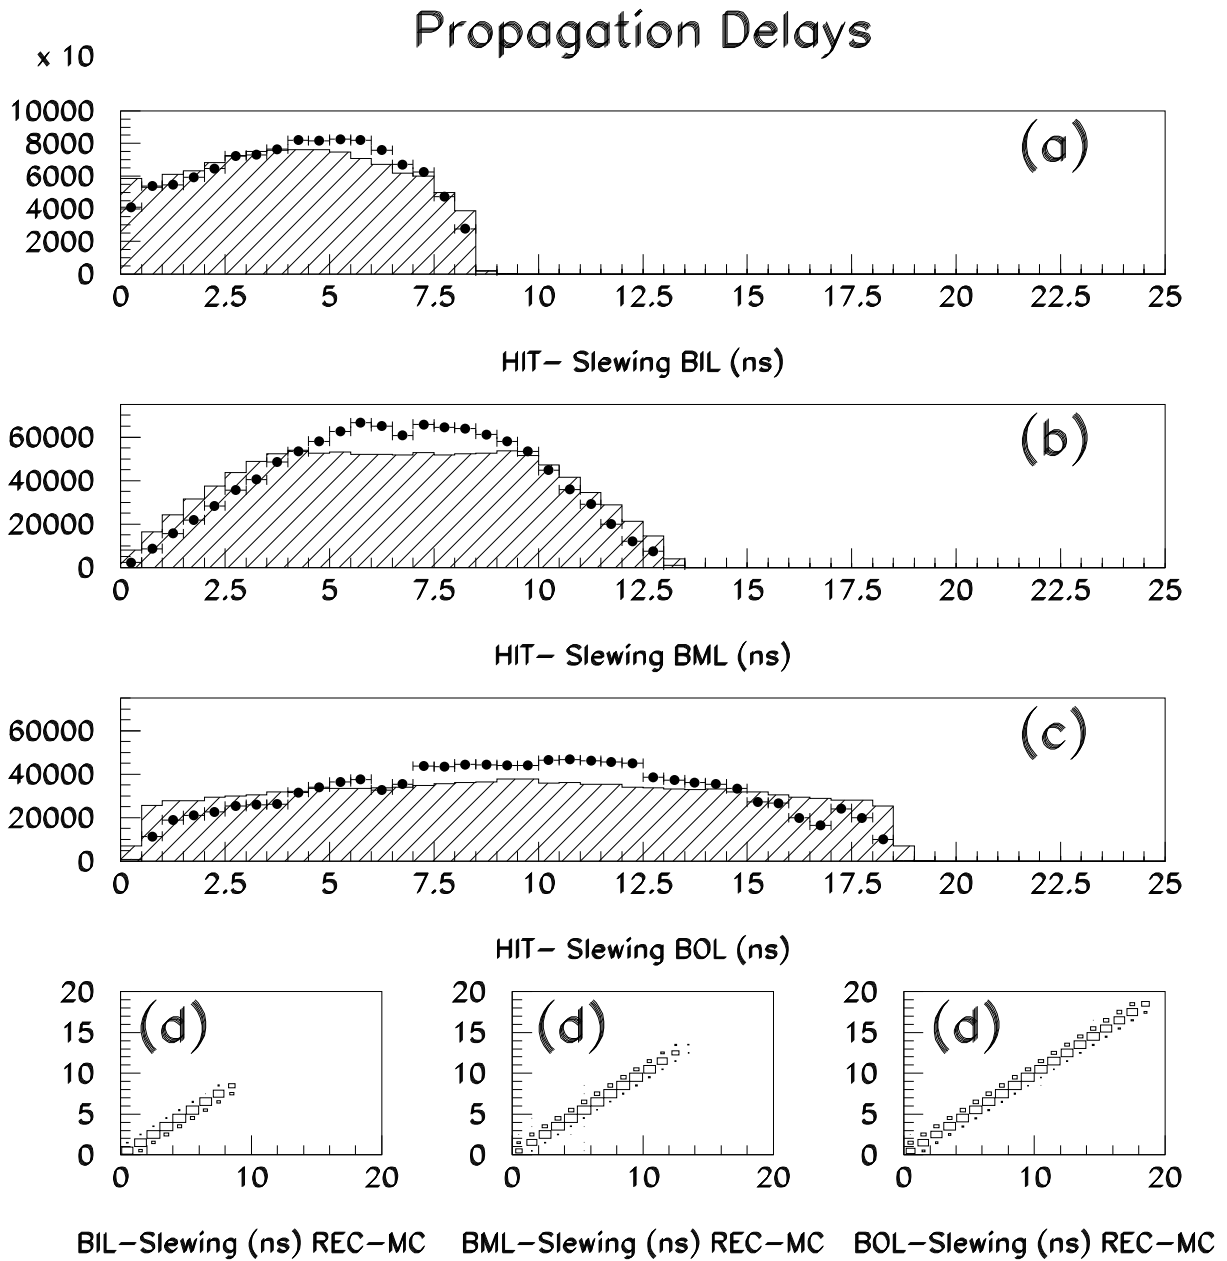 Propagation Delays
x 10
(a)
10000
8000
6000
4000
2000
0
0 2.5 5 7.5 10 12.5 15 17.5 20 22.5 25
HIT- Slewing BIL (ns)
(b)
60000
40000
20000
0
0 2.5 5 7.5 10 12.5 15 17.5 20 22.5 25
HIT- Slewing BML (ns)
(c)
60000
40000
20000
0
0 2.5 5 7.5 10 12.5 15 17.5 20 22.5 25
HIT- Slewing BOL (ns)
(d)
20
15
10
5
0
0 10 20
BIL-Slewing (ns) REC-MC
(d)
20
15
10
5
0
0 10 20
BML-Slewing (ns) REC-MC
(d)
20
15
10
5
0
0 10 20
BOL-Slewing (ns) REC-MC